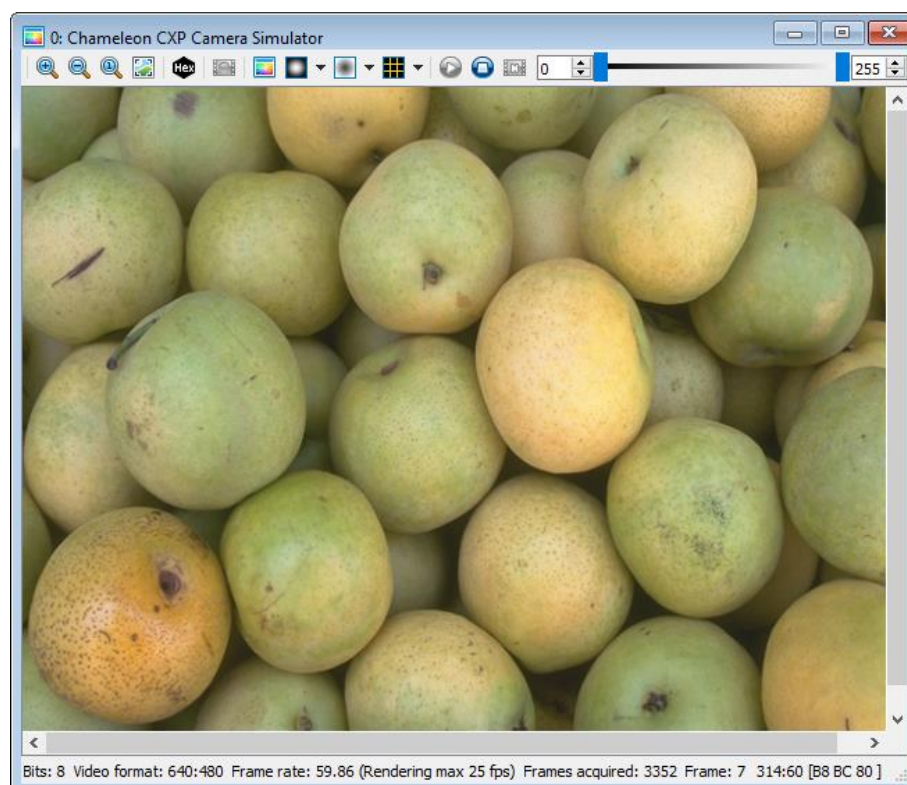 0: Chameleon CXP Camera Simulator
Hex 0 255
Bits: 8 Video format: 640:480 Frame rate: 59.86 (Rendering max 25 fps) Frames acquired: 3352 Frame: 7 314:60 [B8 BC 80 ]